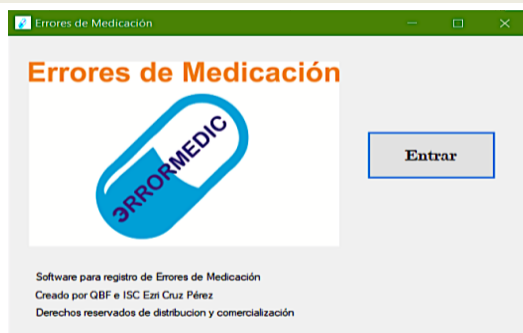 Errores de Medicación
Errores de Medicación
ЭRRORMEDIC
Entrar
Software para registro de Errores de Medicación
Creado por QBF e ISC Ezri Cruz Pérez
Derechos reservados de distribucion y comercialización